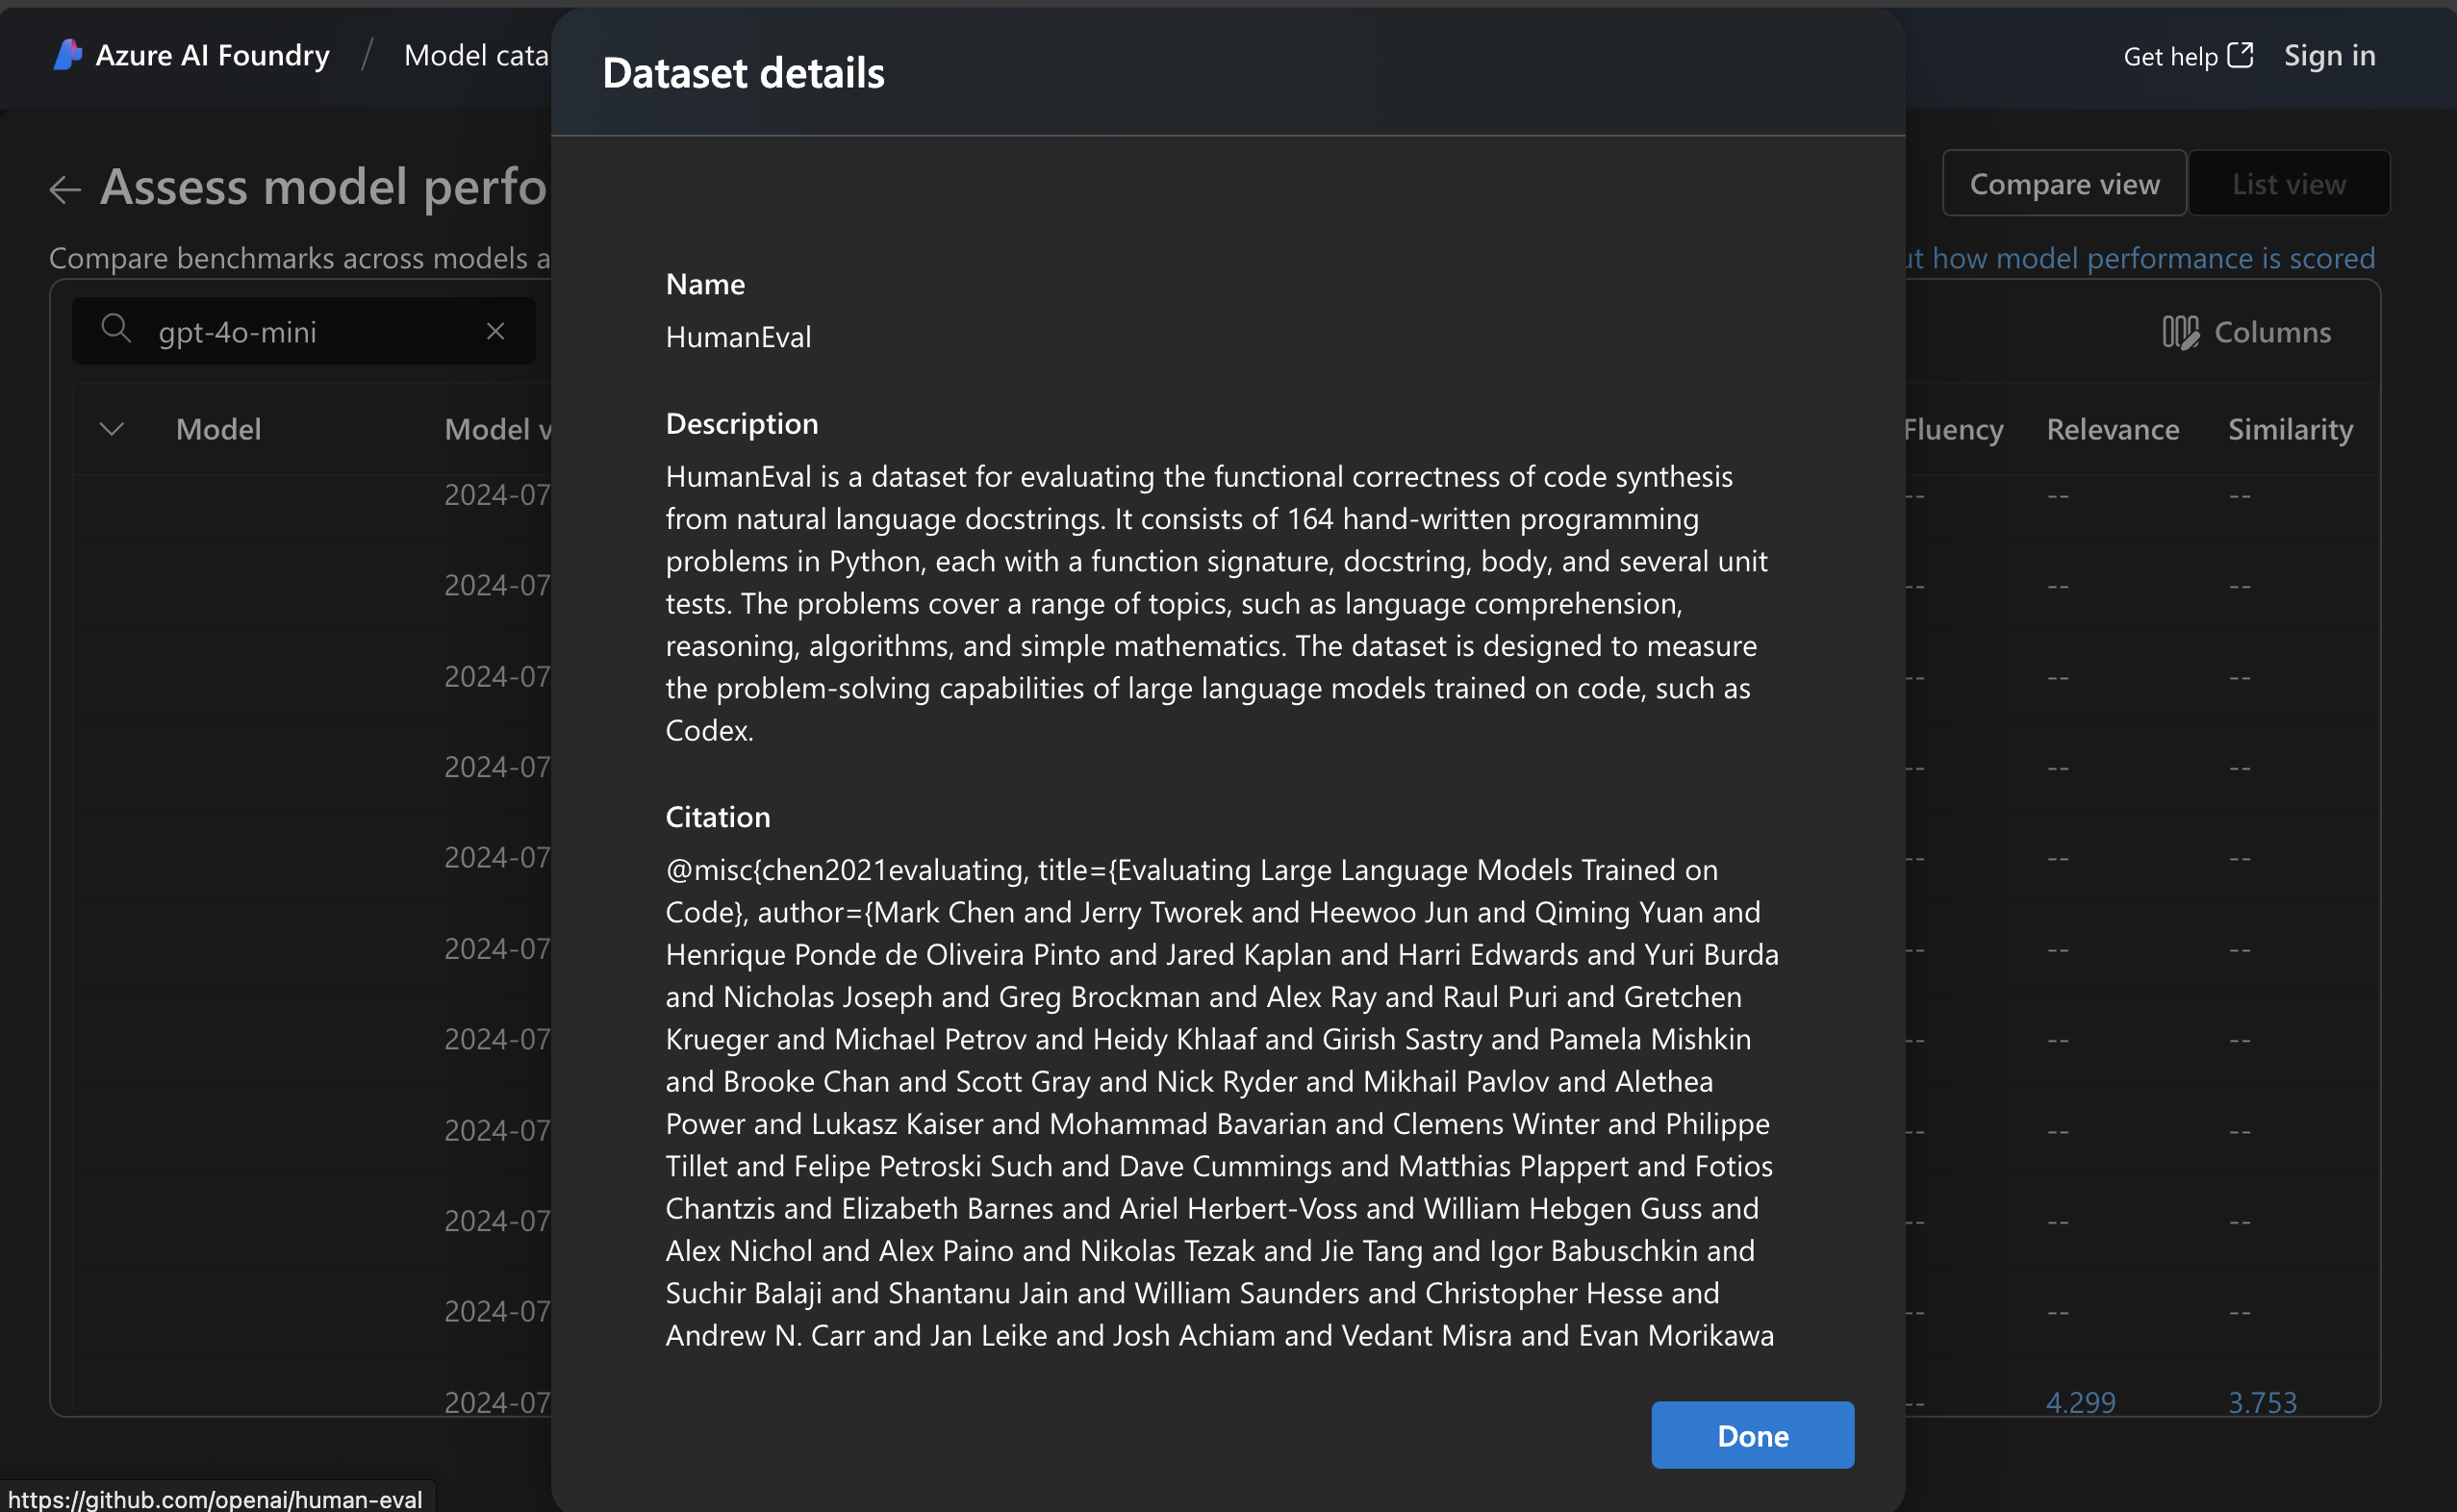 Azure AI Foundry / Model cata
Get help Sign in
Dataset details
Assess model perfo
Compare view
List view
Compare benchmarks across models a
ut how model performance is scored
gpt-4o-mini
Columns
Model
Model v
Fluency
Relevance
Similarity
Name
HumanEval
Description
HumanEval is a dataset for evaluating the functional correctness of code synthesis
from natural language docstrings. It consists of 164 hand-written programming
problems in Python, each with a function signature, docstring, body, and several unit
tests. The problems cover a range of topics, such as language comprehension,
reasoning, algorithms, and simple mathematics. The dataset is designed to measure
the problem-solving capabilities of large language models trained on code, such as
Codex.
Citation
@misc{chen2021evaluating, title={Evaluating Large Language Models Trained on
Code}, author={Mark Chen and Jerry Tworek and Heewoo Jun and Qiming Yuan and
Henrique Ponde de Oliveira Pinto and Jared Kaplan and Harri Edwards and Yuri Burda
and Nicholas Joseph and Greg Brockman and Alex Ray and Raul Puri and Gretchen
Krueger and Michael Petrov and Heidy Khlaaf and Girish Sastry and Pamela Mishkin
and Brooke Chan and Scott Gray and Nick Ryder and Mikhail Pavlov and Alethea
Power and Lukasz Kaiser and Mohammad Bavarian and Clemens Winter and Philippe
Tillet and Felipe Petroski Such and Dave Cummings and Matthias Plappert and Fotios
Chantzis and Elizabeth Barnes and Ariel Herbert-Voss and William Hebgen Guss and
Alex Nichol and Alex Paino and Nikolas Tezak and Jie Tang and Igor Babuschkin and
Suchir Balaji and Shantanu Jain and William Saunders and Christopher Hesse and
Andrew N. Carr and Jan Leike and Josh Achiam and Vedant Misra and Evan Morikawa
Done
2024-07 -- -- --
2024-07 -- -- --
2024-07 -- -- --
2024-07 -- -- --
2024-07 -- -- --
2024-07 -- -- --
2024-07 -- -- --
2024-07 -- -- --
2024-07 -- -- --
2024-07 -- -- --
2024-07 -- 4.299 3.753
https://github.com/openai/human-eval